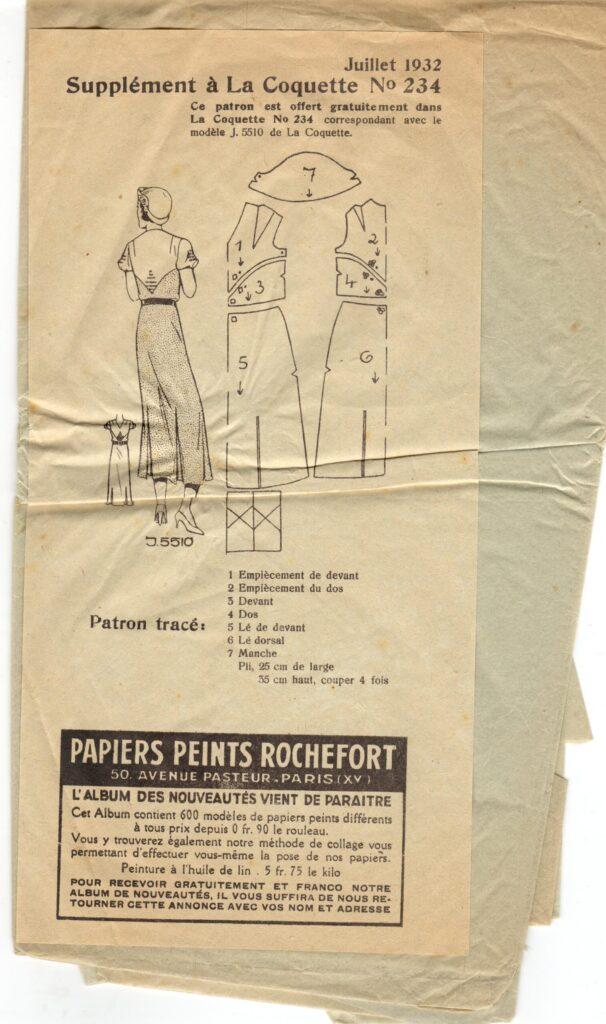 Juillet 1932
Supplément à La Coquette No 234
Ce patron est offert gratuitement dans
La Coquette No 234 correspondant avec le
modèle J. 5510 de La Coquette.
7
1
2
3
4
5
6
J.5510
Patron tracé:
1 Empiècement de devant
2 Empiècement du dos
3 Devant
4 Dos
5 Lé de devant
6 Lé dorsal
7 Manche
Pli, 25 cm de large
35 cm haut, couper 4 fois
PAPIERS PEINTS ROCHEFORT
50. AVENUE PASTEUR-PARIS (XV)
L'ALBUM DES NOUVEAUTÉS VIENT DE PARAITRE
Cet Album contient 600 modèles de papiers peints différents
à tous prix depuis 0 fr. 90 le rouleau.
Vous y trouverez également notre méthode de collage vous
permettant d'effectuer vous-même la pose de nos papiers.
Peinture à l'huile de lin . 5 fr. 75 le kilo
POUR RECEVOIR GRATUITEMENT ET FRANCO NOTRE
ALBUM DE NOUVEAUTÉS, IL VOUS SUFFIRA DE NOUS RE-
TOURNER CETTE ANNONCE AVEC VOS NOM ET ADRESSE